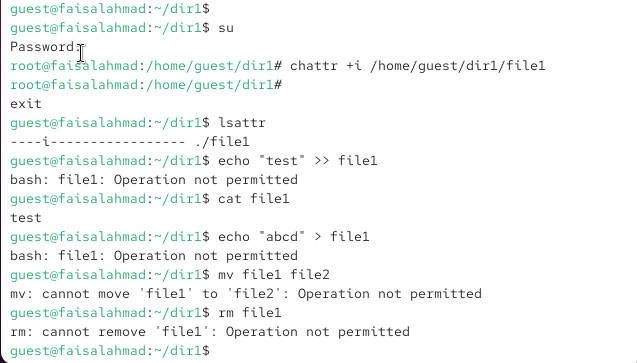 guest@faisalahmad:~/dir1$
guest@faisalahmad:~/dir1$ su
Password:
root@faisalahmad:/home/guest/dir1# chattr +i /home/guest/dir1/file1
root@faisalahmad:/home/guest/dir1#
exit
guest@faisalahmad:~/dir1$ lsattr
----i----------------- ./file1
guest@faisalahmad:~/dir1$ echo "test" >> file1
bash: file1: Operation not permitted
guest@faisalahmad:~/dir1$ cat file1
test
guest@faisalahmad:~/dir1$ echo "abcd" > file1
bash: file1: Operation not permitted
guest@faisalahmad:~/dir1$ mv file1 file2
mv: cannot move 'file1' to 'file2': Operation not permitted
guest@faisalahmad:~/dir1$ rm file1
rm: cannot remove 'file1': Operation not permitted
guest@faisalahmad:~/dir1$